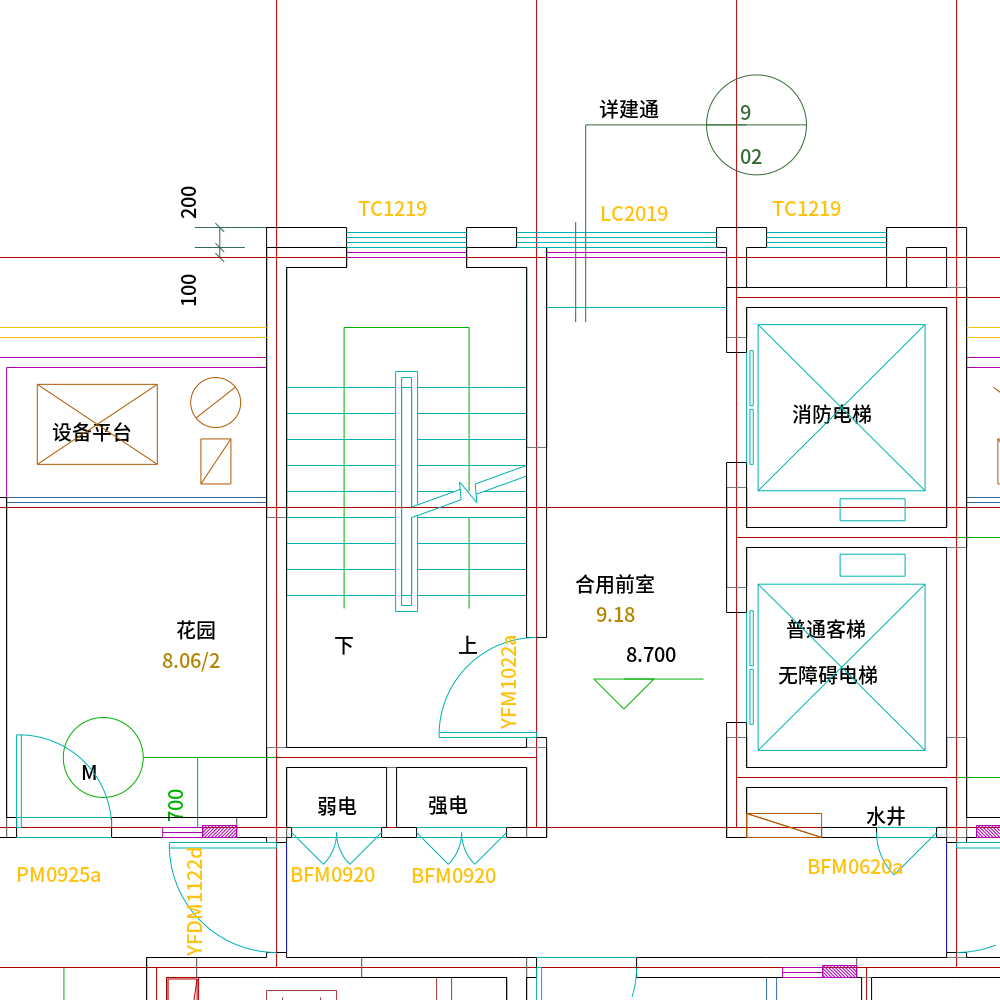 详建通
9
02
200
TC1219
LC2019
TC1219
100
消防电梯
设备平台
合用前室
9.18
花园
8.06/2
下
上
8.700
普通客梯
无障碍电梯
YFM1022a
M
700
弱电
强电
水井
PM0925a
YFDM1122d
BFM0920
BFM0920
BFM0620a